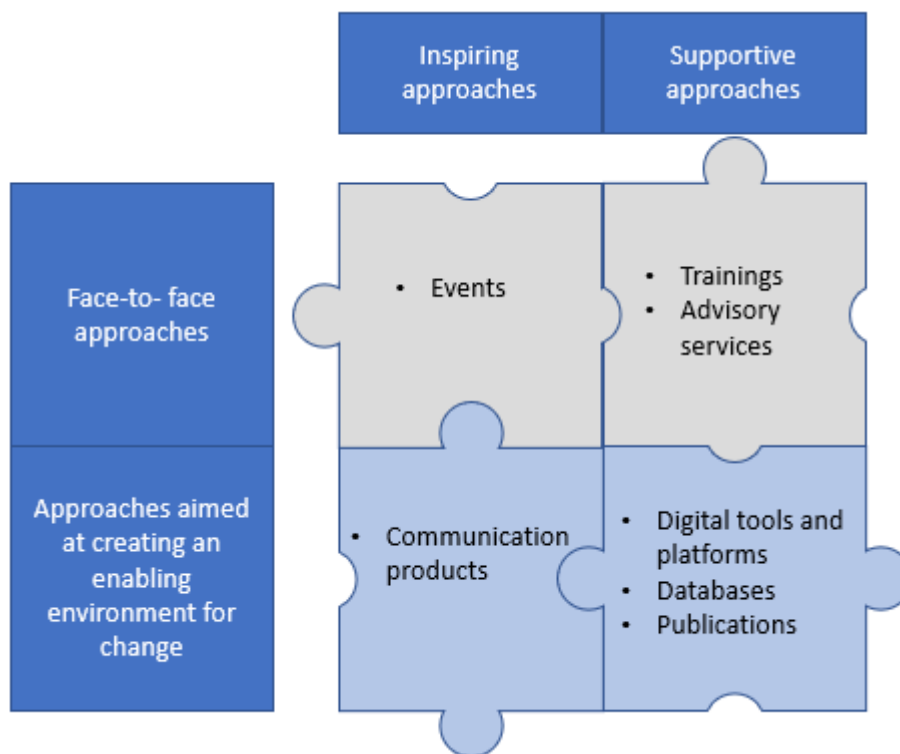 Inspiring
approaches
Supportive
approaches
Face-to- face
approaches
• Events
• Trainings
• Advisory
services
Approaches aimed
at creating an
enabling
environment for
change
• Communication
products
• Digital tools and
platforms
• Databases
• Publications